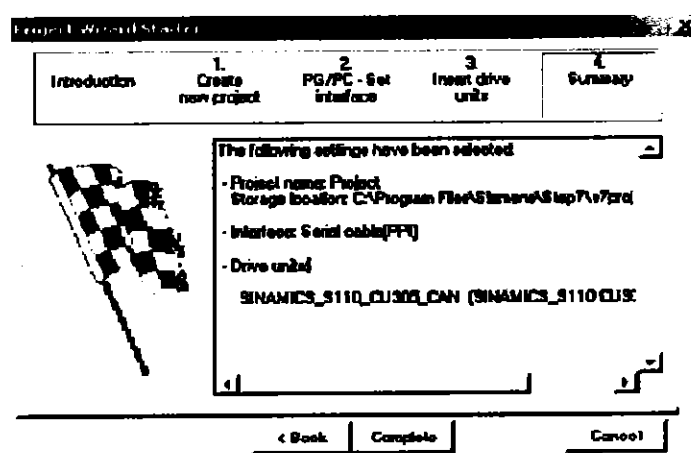 Project Wizard Starter
Introduction
1.
Create
new project
2.
PG/PC - Set
interface
3.
Insert drive
units
4.
Summary
The following settings have been selected
- Project name: Project
Storage location: C:\Program Files\Siemens\Step7\s7proj
- Interface: Serial cable(PPI)
- Drive units(
SINAMICS_S110_CU305_CAN (SINAMICS_S110 CU30
< Back
Complete
Cancel